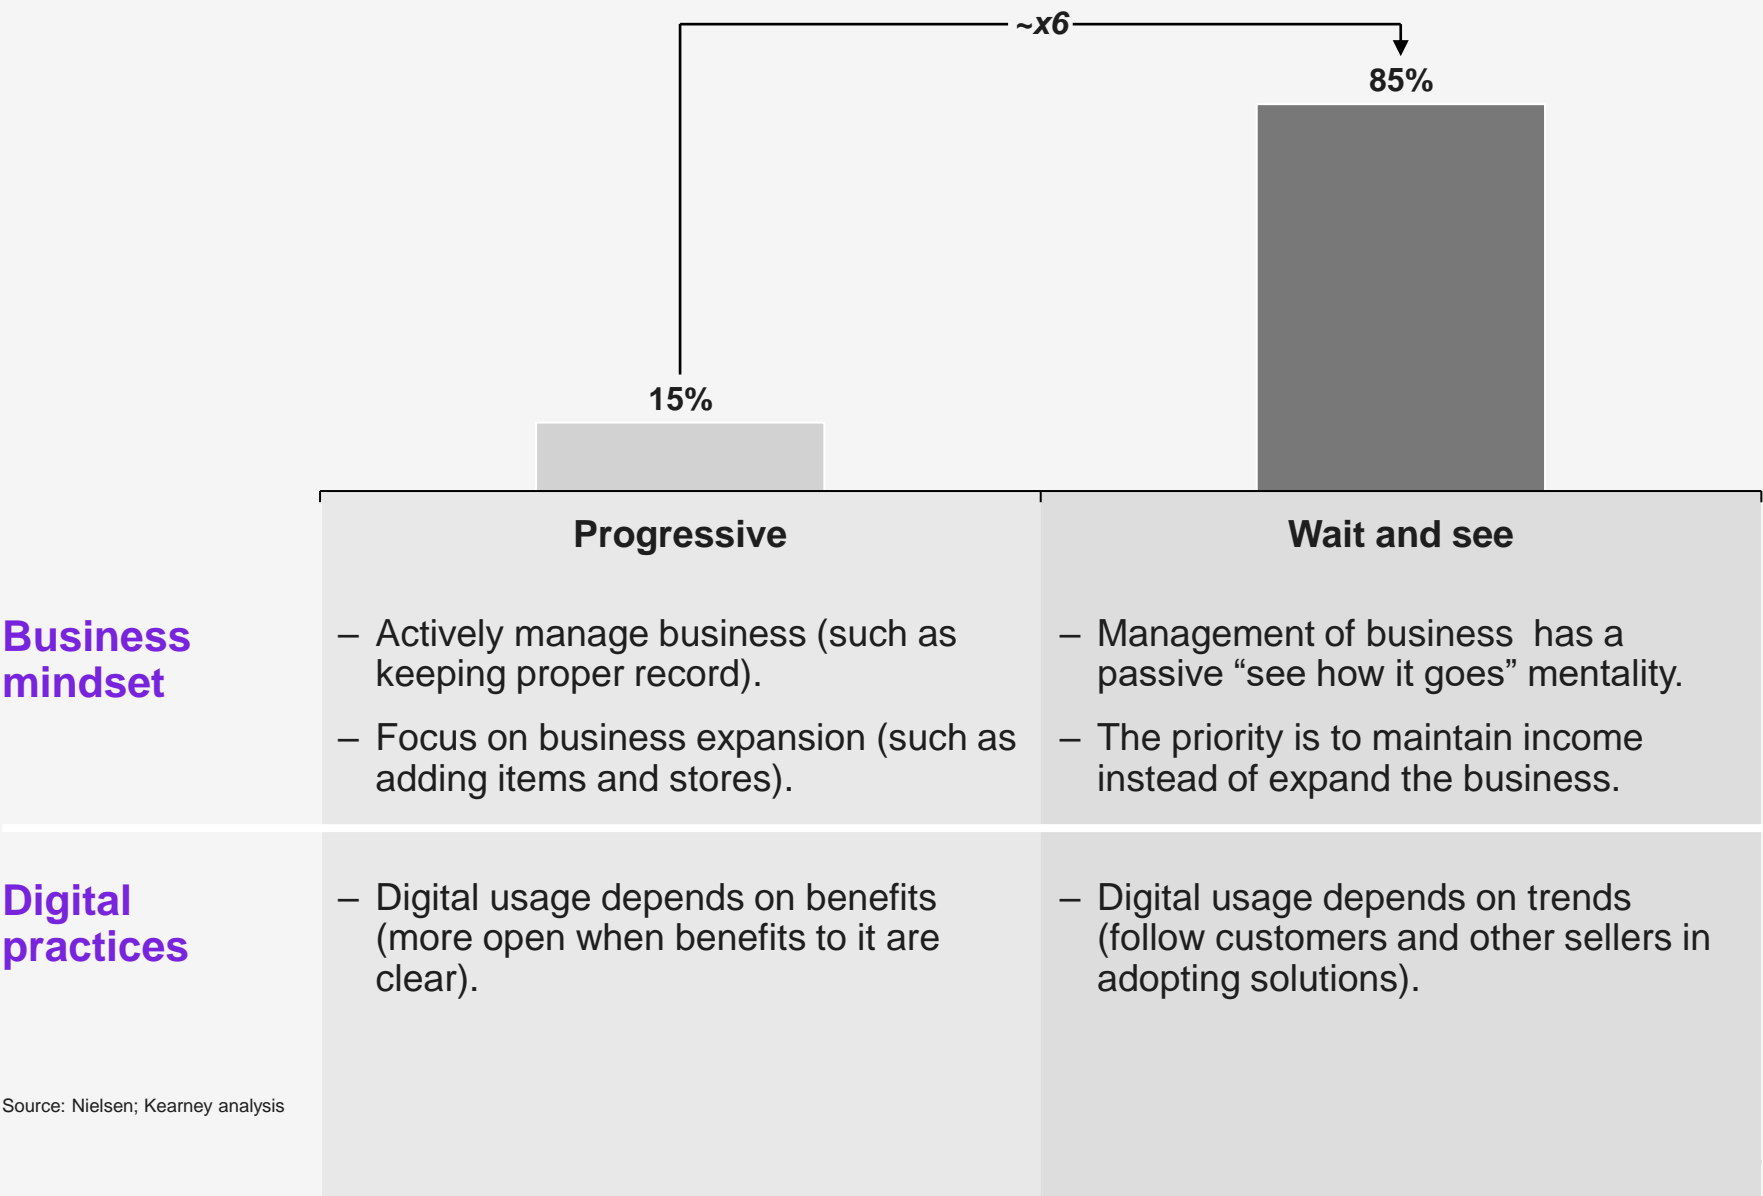 ~x6
85%
15%
Progressive
Wait and see
Business
mindset
– Actively manage business (such as
keeping proper record).
– Focus on business expansion (such as
adding items and stores).
– Management of business  has a
passive “see how it goes” mentality.
– The priority is to maintain income
instead of expand the business.
Digital
practices
– Digital usage depends on benefits
(more open when benefits to it are
clear).
– Digital usage depends on trends
(follow customers and other sellers in
adopting solutions).
Source: Nielsen; Kearney analysis